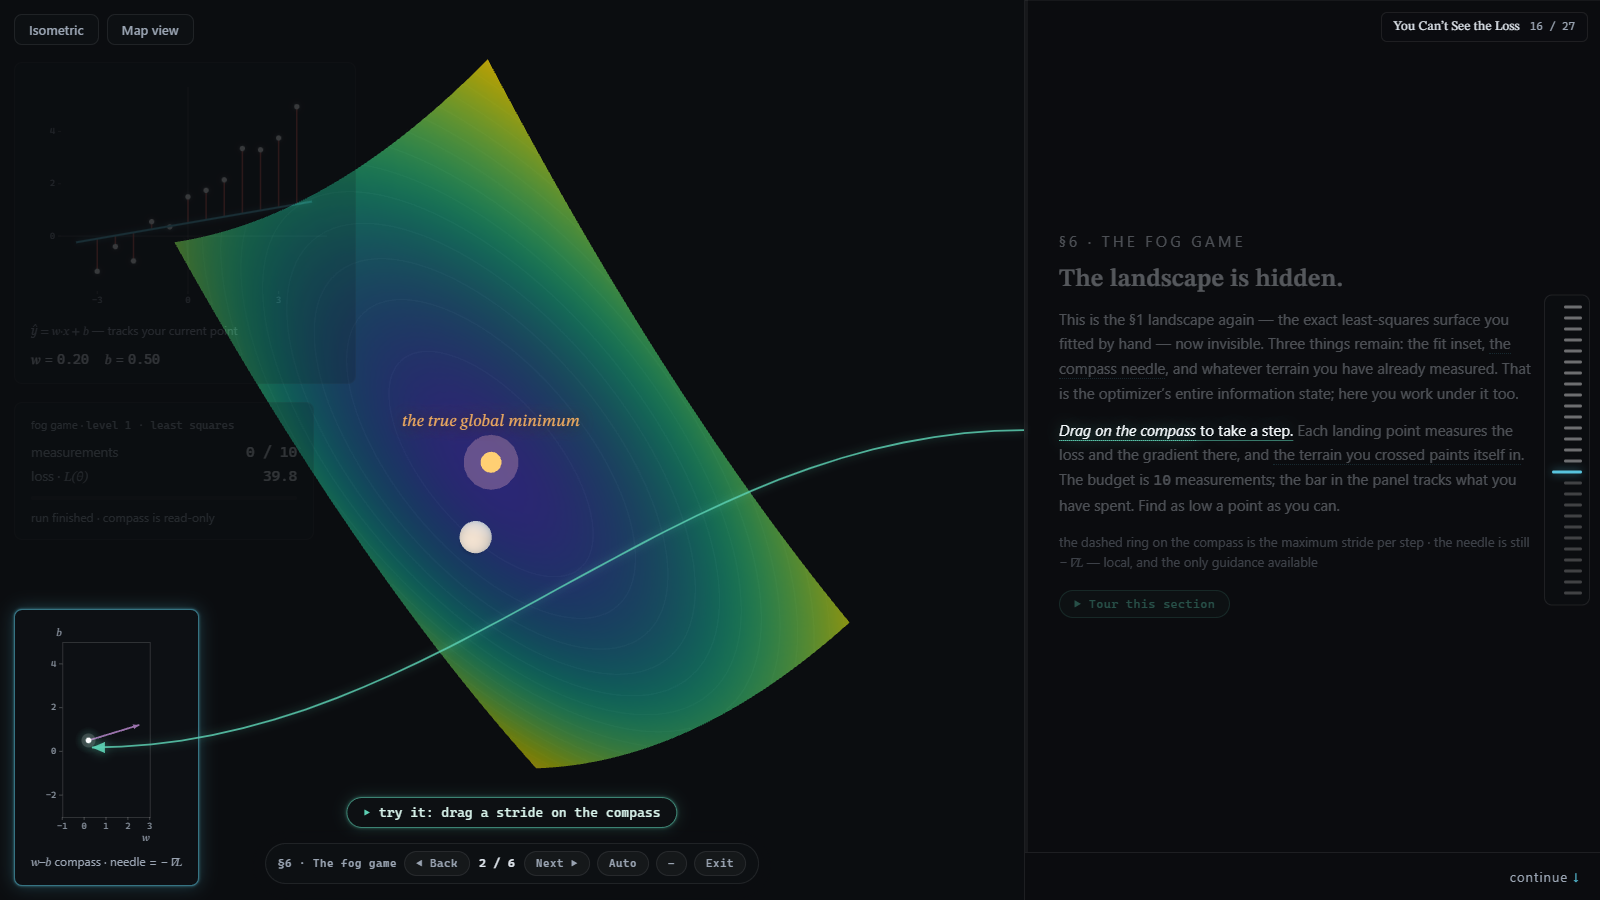 Isometric
Map view
You Can't See the Loss 16 / 27
4
2
0
−3
0
3
ŷ = w·x + b — tracks your current point
w = 0.20 b = 0.50
fog game · level 1 · least squares
measurements 0 / 10
loss · L(θ) 39.8
run finished · compass is read-only
the true global minimum
b
4
2
0
−2
−1 0 1 2 3
w
w–b compass · needle = − ∇L
▸ try it: drag a stride on the compass
§6 · The fog game ◂ Back 2 / 6 Next ▸ Auto − Exit
§6 · THE FOG GAME
The landscape is hidden.
This is the §1 landscape again — the exact least-squares surface you
fitted by hand — now invisible. Three things remain: the fit inset, the
compass needle, and whatever terrain you have already measured. That
is the optimizer's entire information state; here you work under it too.
Drag on the compass to take a step. Each landing point measures the
loss and the gradient there, and the terrain you crossed paints itself in.
The budget is 10 measurements; the bar in the panel tracks what you
have spent. Find as low a point as you can.
the dashed ring on the compass is the maximum stride per step · the needle is still
− ∇L — local, and the only guidance available
▸ Tour this section
continue ↓